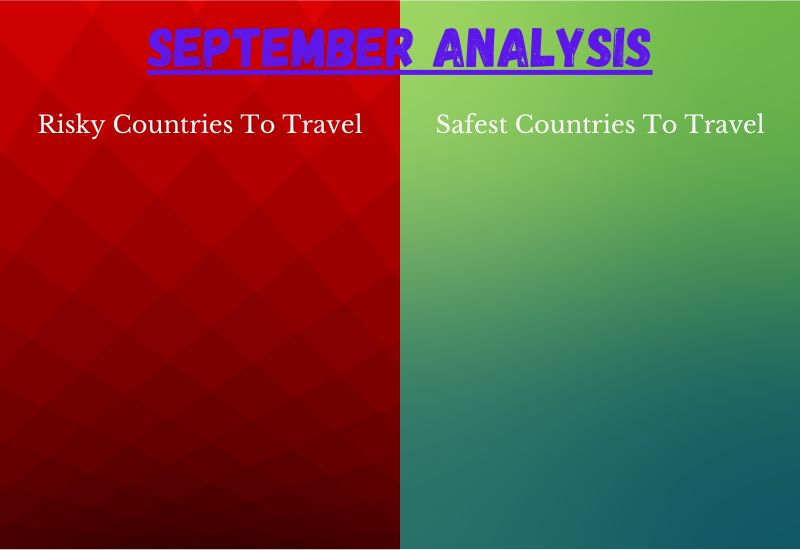 SEPTEMBER ANALYSIS
Risky Countries To Travel
Safest Countries To Travel